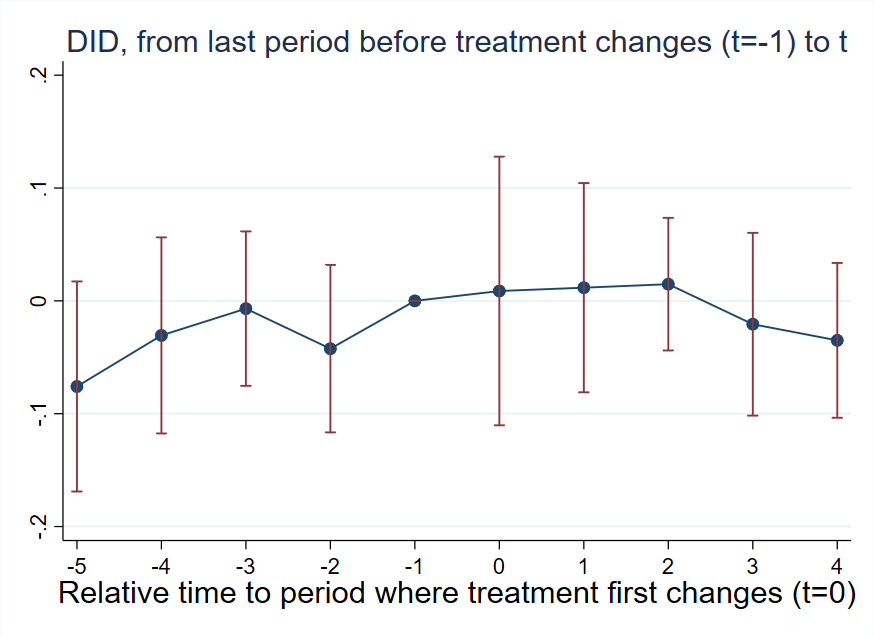 DID, from last period before treatment changes (t=-1) to t
.2
.1
0
-.1
-.2
-5 -4 -3 -2 -1 0 1 2 3 4
Relative time to period where treatment first changes (t=0)